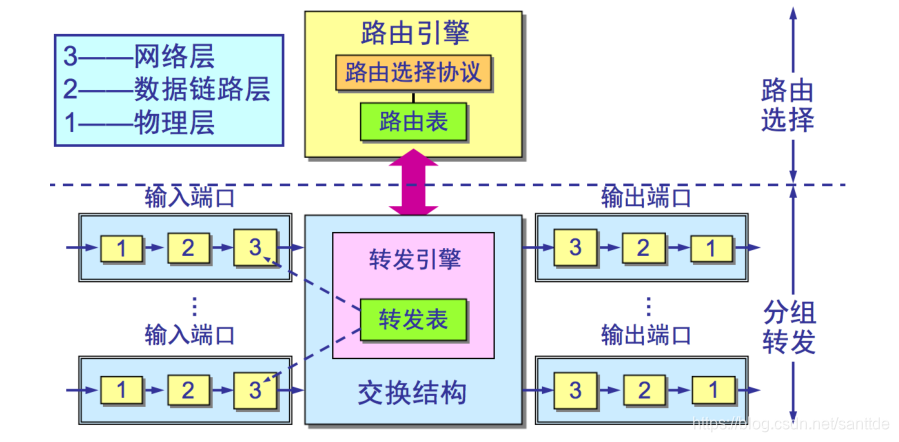 3——网络层
2——数据链路层
1——物理层
路由引擎
路由选择协议
路由表
路由
选择
输入端口
1 2 3
⋮
输入端口
1 2 3
转发引擎
转发表
交换结构
输出端口
3 2 1
⋮
输出端口
3 2 1
分组
转发
https://blog.csdn.net/santtde